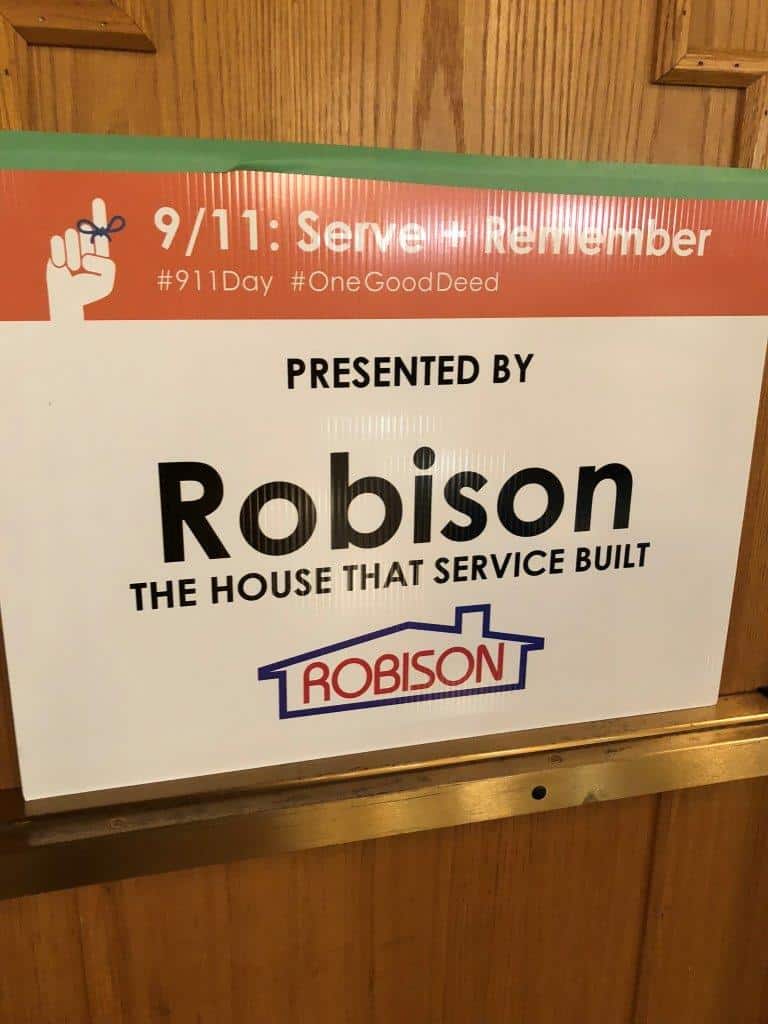 9/11: Serve + Remember
#911Day #OneGoodDeed
PRESENTED BY
Robison
THE HOUSE THAT SERVICE BUILT
ROBISON